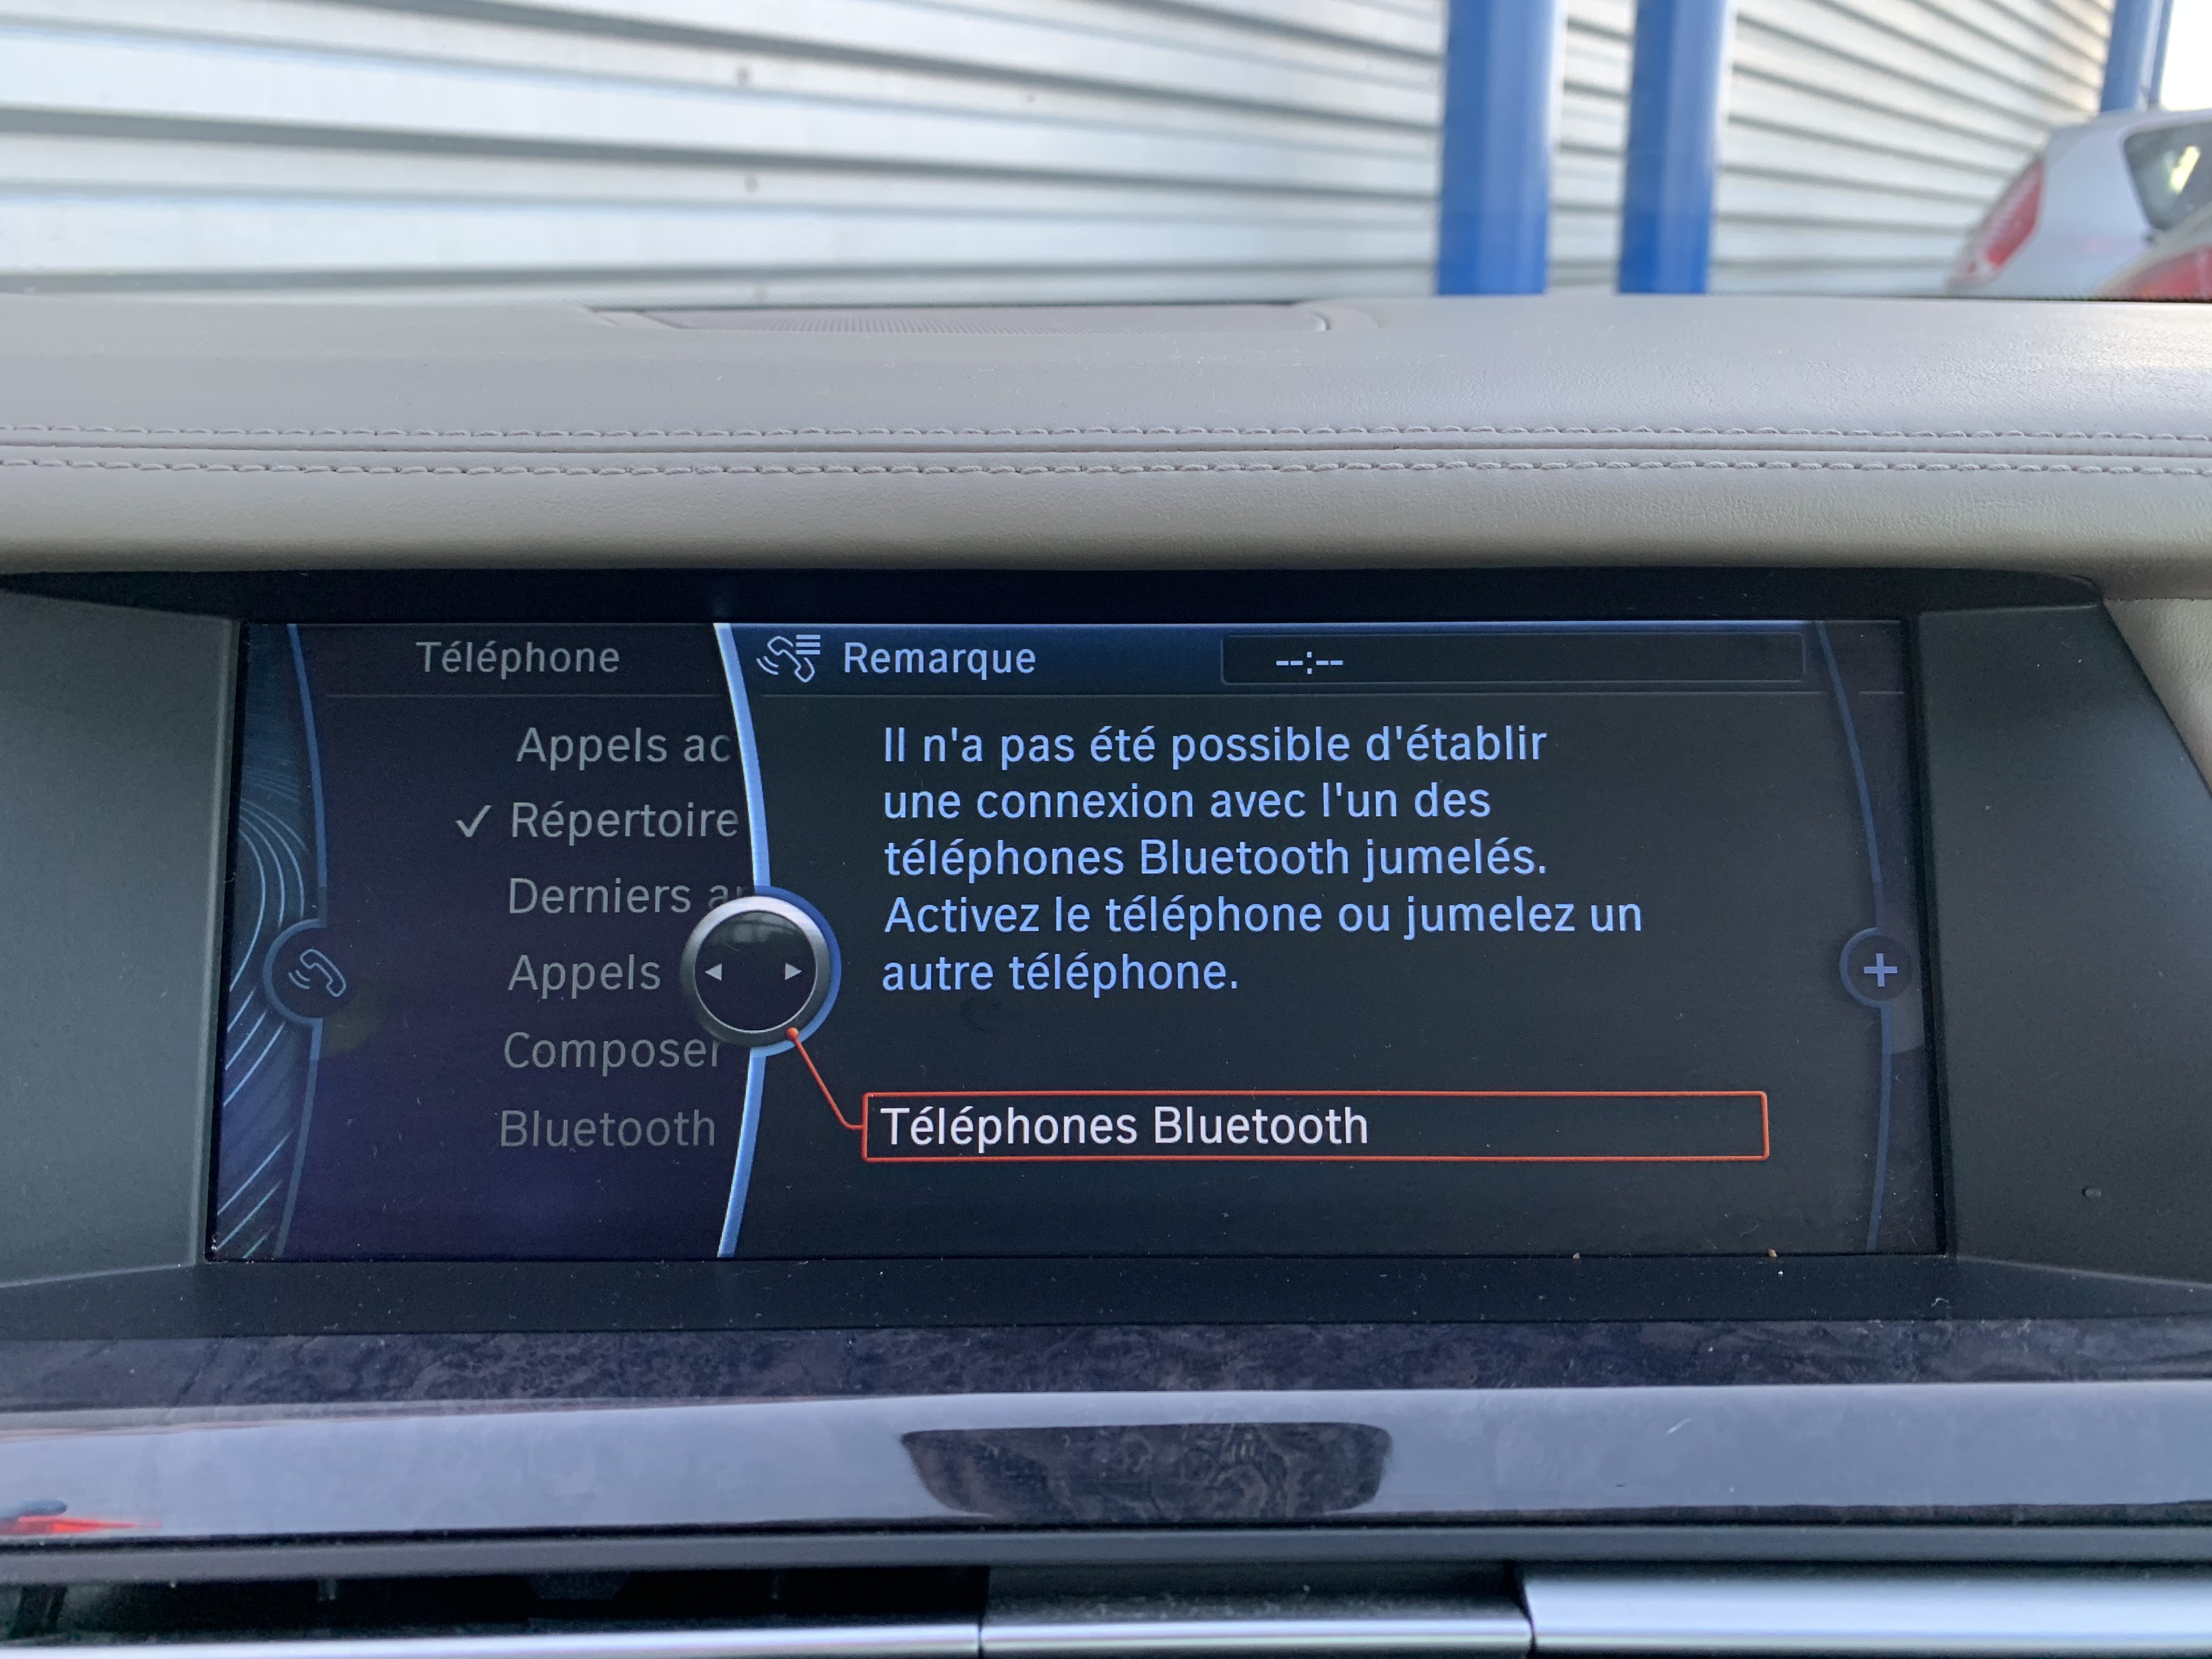 Téléphone
Remarque
--:--
Appels ac
✓ Répertoire
Derniers a
Appels
Composer
Bluetooth
Il n'a pas été possible d'établir
une connexion avec l'un des
téléphones Bluetooth jumelés.
Activez le téléphone ou jumelez un
autre téléphone.
Téléphones Bluetooth